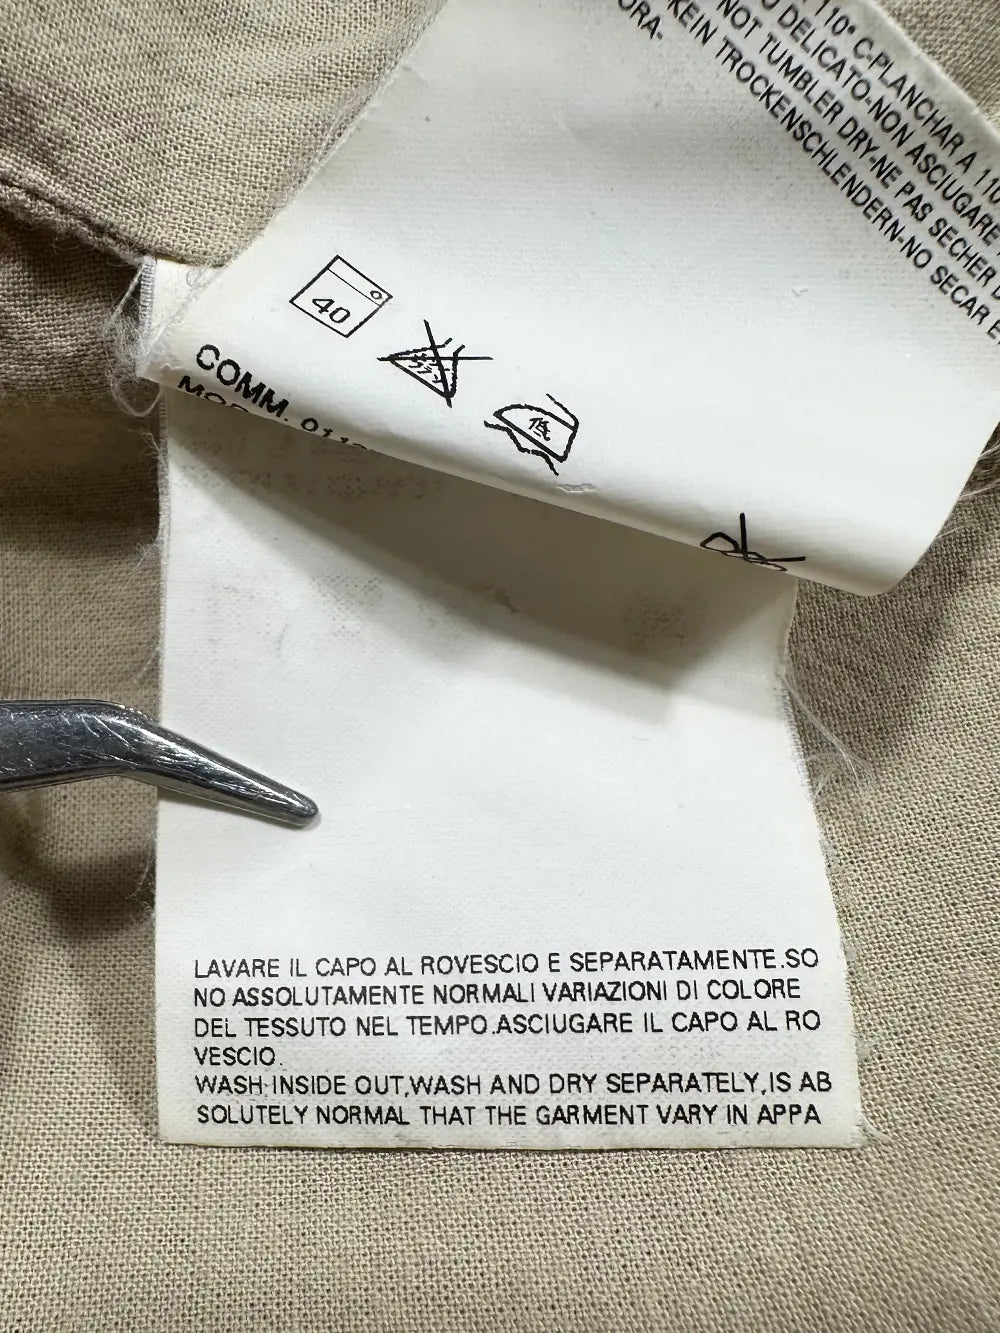 110° C-PLANCHAR A 110
DELICATO-NON ASCIUGARE
NOT TUMBLER DRY-NE PAS SECHER
KEIN TROCKENSCHLENDERN-NO SECAR E
ORA-
40
低
COMM. 011
LAVARE IL CAPO AL ROVESCIO E SEPARATAMENTE.SO
NO ASSOLUTAMENTE NORMALI VARIAZIONI DI COLORE
DEL TESSUTO NEL TEMPO.ASCIUGARE IL CAPO AL RO
VESCIO.
WASH INSIDE OUT,WASH AND DRY SEPARATELY,IS AB
SOLUTELY NORMAL THAT THE GARMENT VARY IN APPA